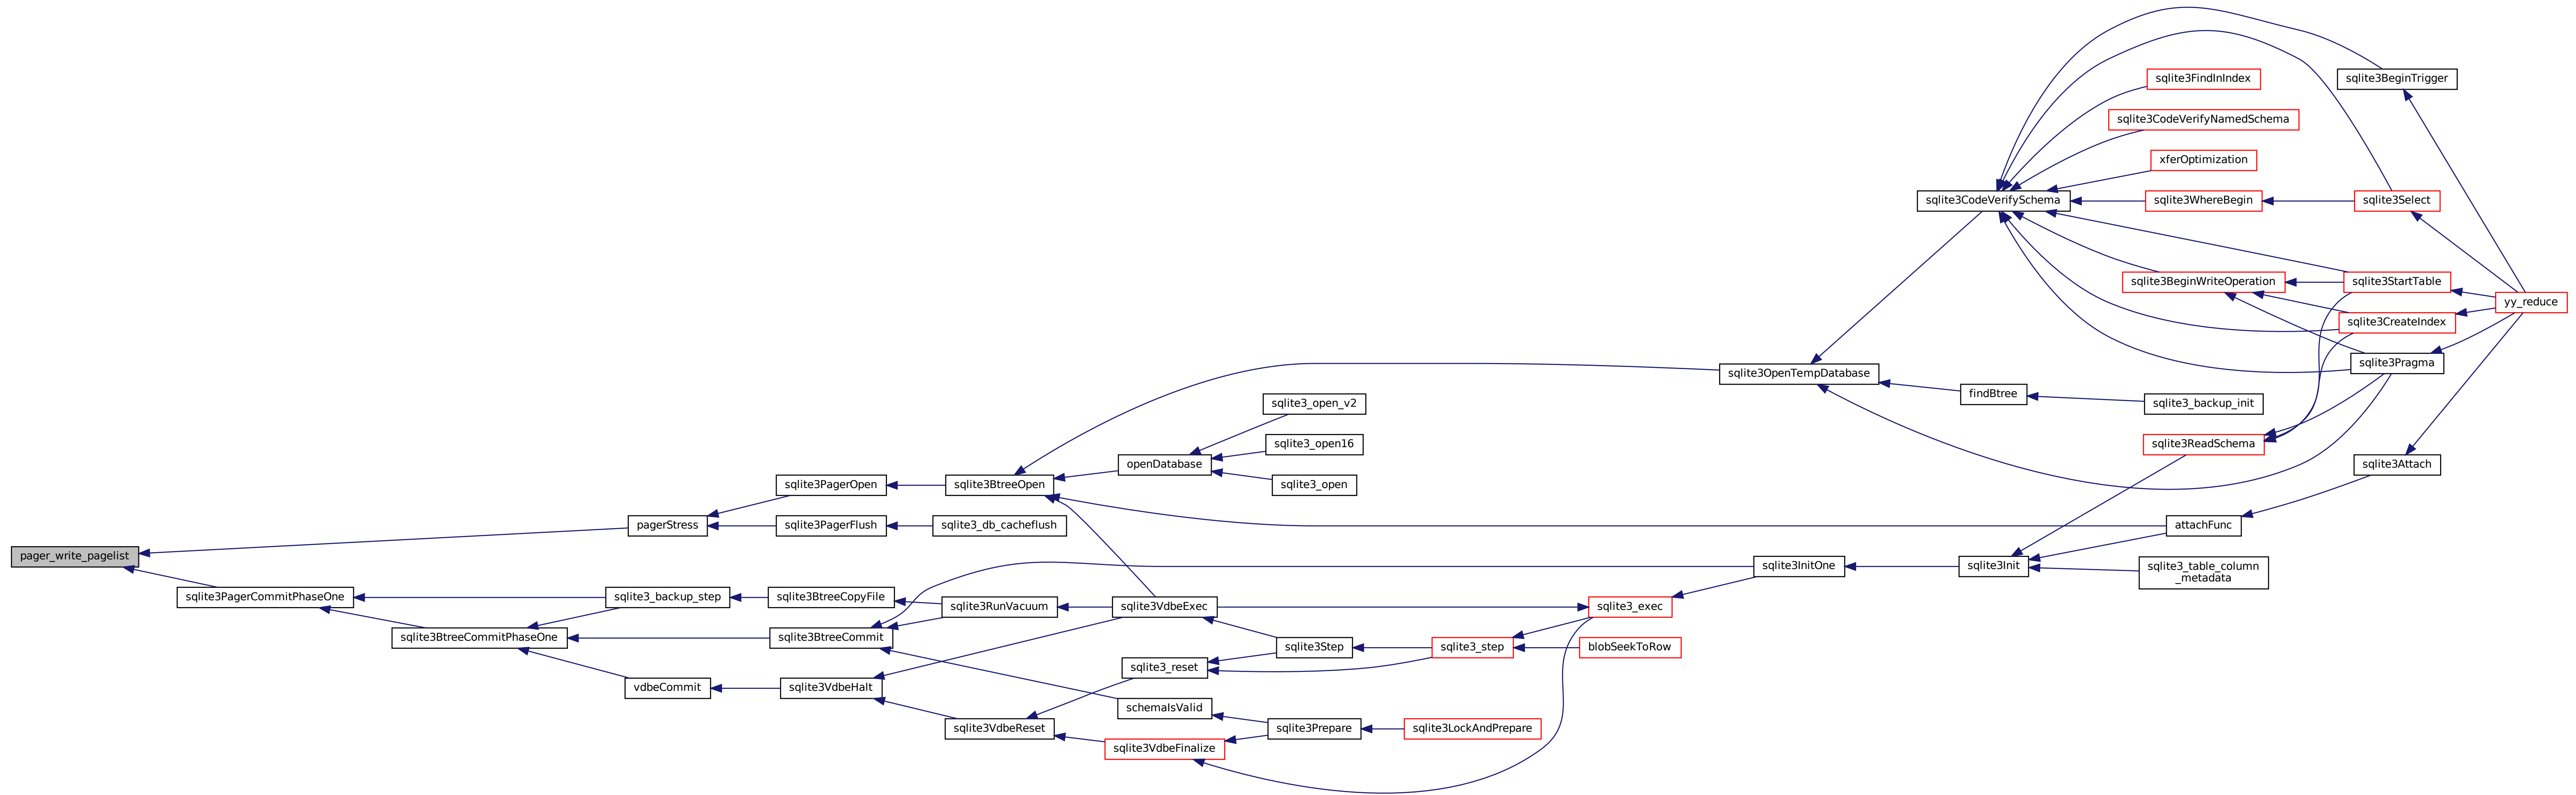 pager_write_pagelist
pagerStress
sqlite3PagerCommitPhaseOne
sqlite3PagerOpen
sqlite3PagerFlush
sqlite3_backup_step
sqlite3BtreeCommitPhaseOne
sqlite3BtreeOpen
sqlite3_db_cacheflush
sqlite3BtreeCopyFile
sqlite3BtreeCommit
vdbeCommit
sqlite3VdbeHalt
sqlite3RunVacuum
sqlite3VdbeReset
openDatabase
sqlite3_open_v2
sqlite3_open16
sqlite3_open
sqlite3VdbeExec
sqlite3_reset
schemaIsValid
sqlite3VdbeFinalize
sqlite3Step
sqlite3Prepare
sqlite3_step
sqlite3LockAndPrepare
sqlite3_exec
blobSeekToRow
sqlite3OpenTempDatabase
sqlite3InitOne
sqlite3CodeVerifySchema
findBtree
sqlite3Init
sqlite3FindInIndex
sqlite3CodeVerifyNamedSchema
xferOptimization
sqlite3WhereBegin
sqlite3BeginWriteOperation
sqlite3_backup_init
sqlite3ReadSchema
attachFunc
sqlite3_table_column
_metadata
sqlite3BeginTrigger
sqlite3Select
sqlite3StartTable
sqlite3CreateIndex
sqlite3Pragma
sqlite3Attach
yy_reduce